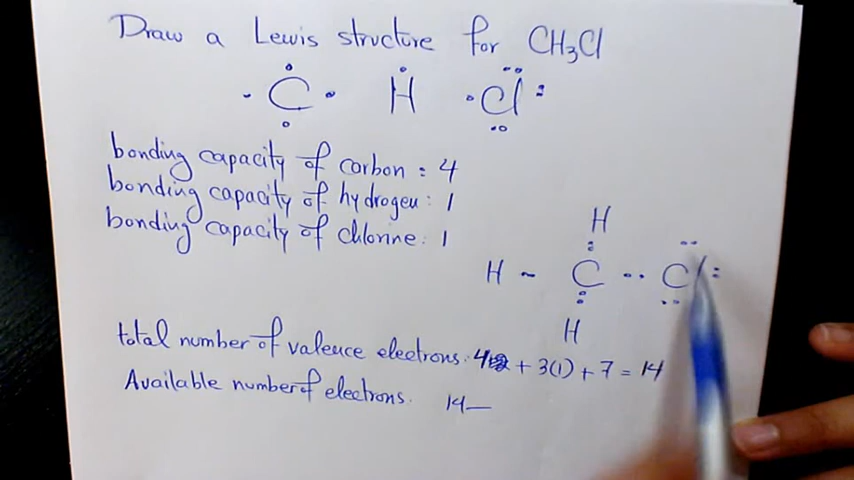 Draw a Lewis structure for CH₃Cl
·C· H ·Cl:
bonding capacity of carbon = 4
bonding capacity of hydrogen: 1
bonding capacity of chlorine: 1
H
H C Cl
H
total number of valence electrons: 4 + 3(1) + 7 = 14
Available number of electrons. 14—